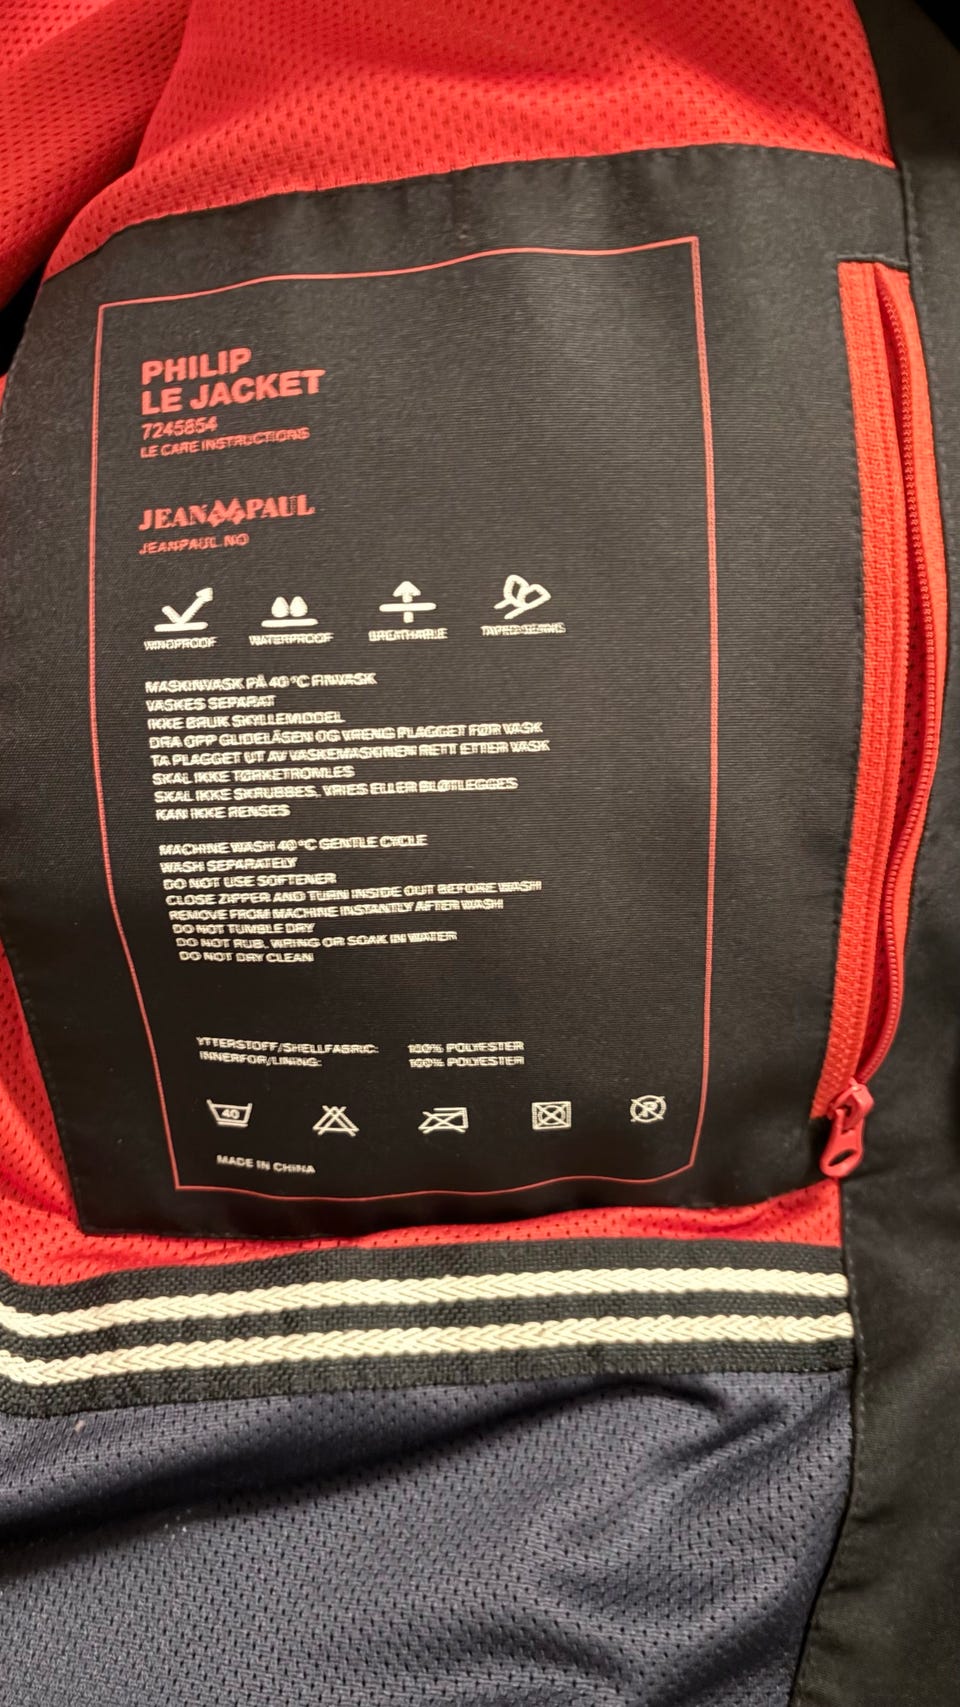 PHILIP
LE JACKET
7245854
LE CARE INSTRUCTIONS
JEAN PAUL
JEANPAUL.NO
WINDPROOF WATERPROOF BREATHABLE TAPED SEAMS
MASKINVASK PÅ 40 °C FINVASK
VASKES SEPARAT
IKKE BRUK SKYLLEMIDDEL
DRA OPP GLIDELÅSEN OG VRENG PLAGGET FØR VASK
TA PLAGGET UT AV VASKEMASKINEN RETT ETTER VASK
SKAL IKKE TØRKETROMLES
SKAL IKKE SKRUBBES, VRIES ELLER BLØTLEGGES
KAN IKKE RENSES
MACHINE WASH 40 °C GENTLE CYCLE
WASH SEPARATELY
DO NOT USE SOFTENER
CLOSE ZIPPER AND TURN INSIDE OUT BEFORE WASH
REMOVE FROM MACHINE INSTANTLY AFTER WASH
DO NOT TUMBLE DRY
DO NOT RUB, WRING OR SOAK IN WATER
DO NOT DRY CLEAN
YTTERSTOFF/SHELLFABRIC: 100% POLYESTER
INNERFOR/LINING: 100% POLYESTER
40 P
MADE IN CHINA